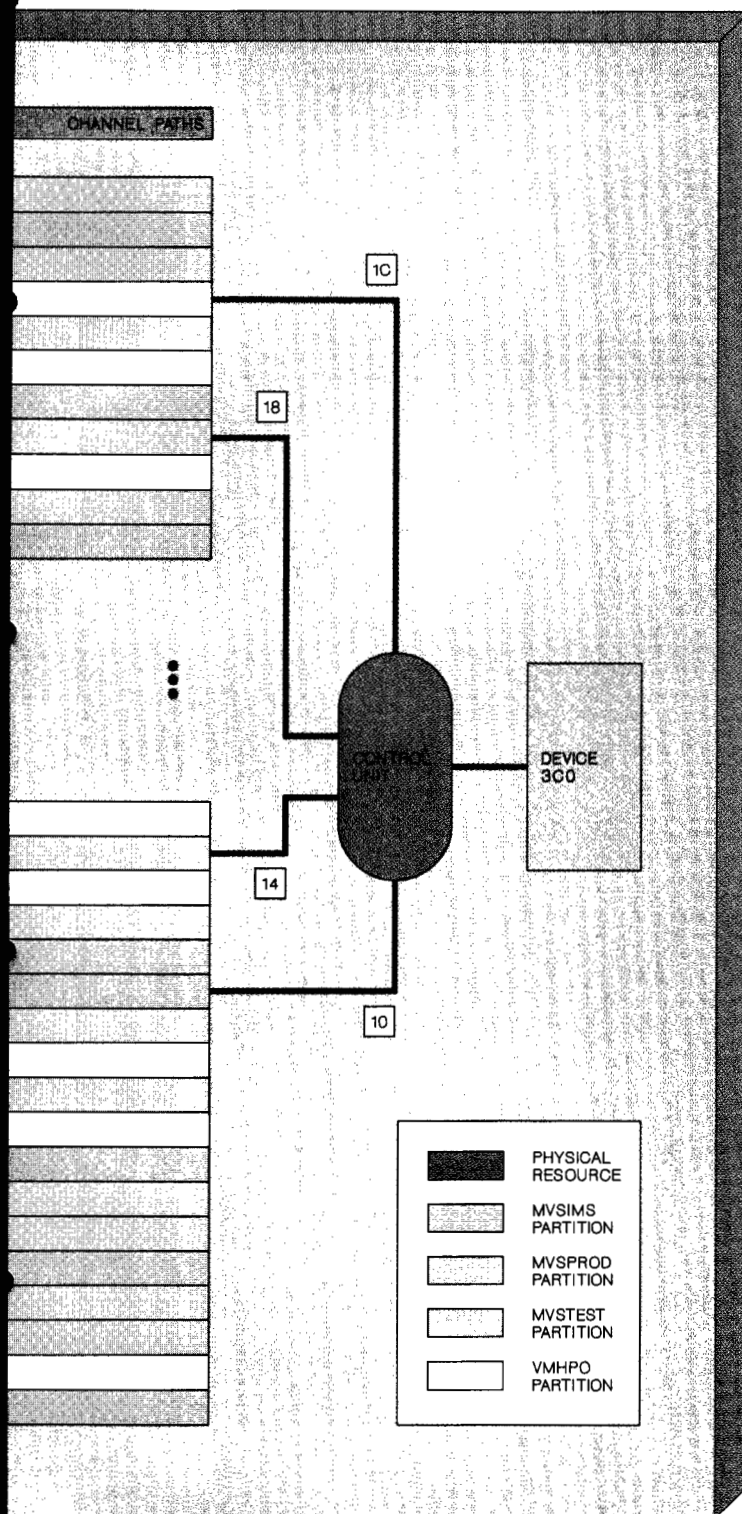 CHANNEL PATHS
1C
18
CONTROL
UNIT
DEVICE
3C0
14
10
PHYSICAL
RESOURCE
MVSIMS
PARTITION
MVSPROD
PARTITION
MVSTEST
PARTITION
VMHPO
PARTITION